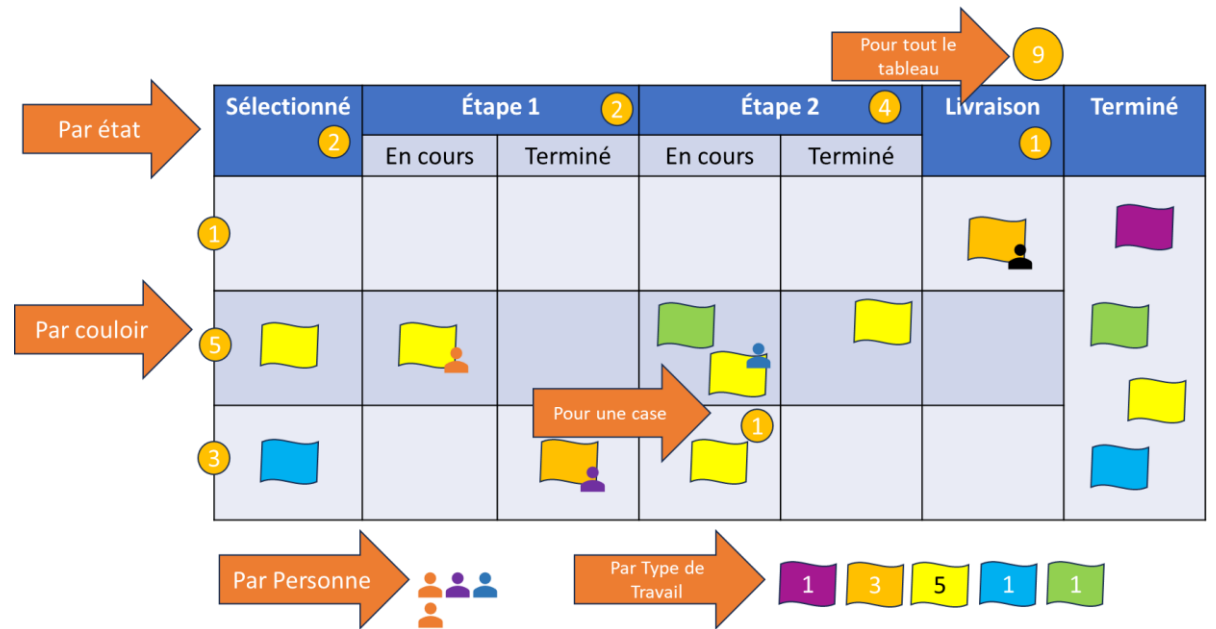 Pour tout le
tableau
9
Par état
Sélectionné
2
Étape 1
2
Étape 2
4
Livraison
1
Terminé
En cours
Terminé
En cours
Terminé
1
Par couloir
5
Pour une case
1
3
Par Personne
Par Type de
Travail
1
3
5
1
1